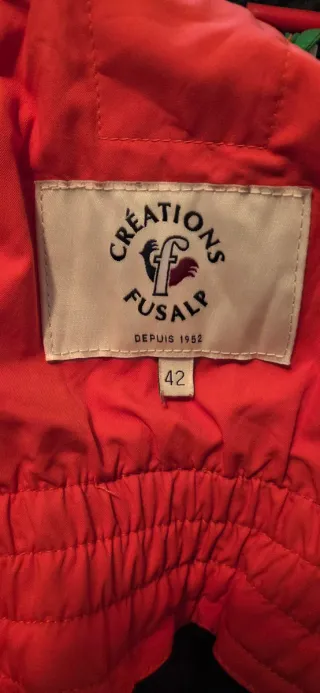 CRÉATIONS
f
FUSALP
DEPUIS 1952
42